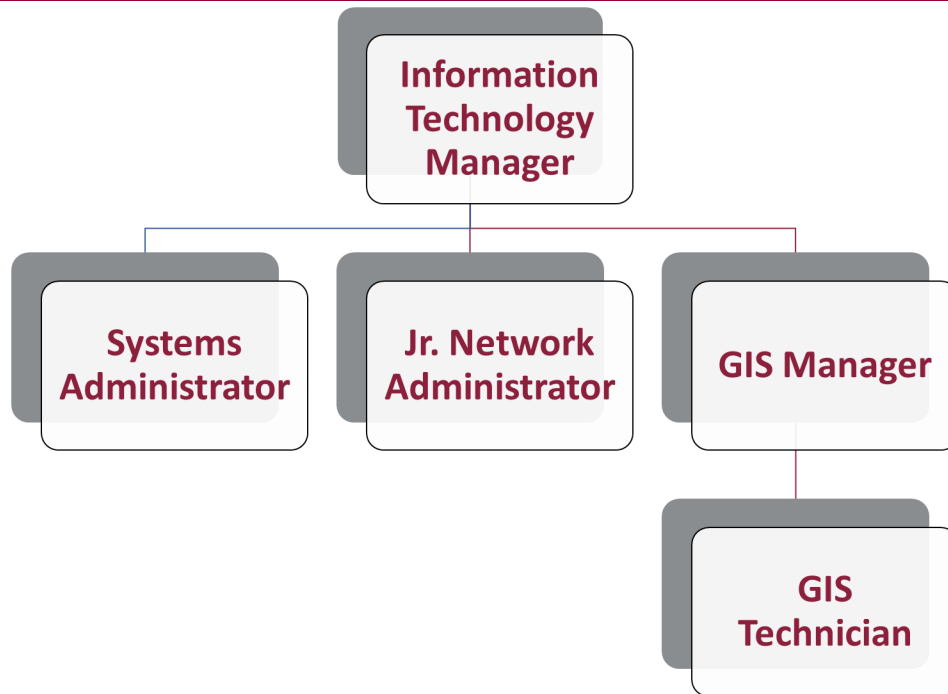 Information
Technology
Manager
Systems
Administrator
Jr. Network
Administrator
GIS Manager
GIS
Technician